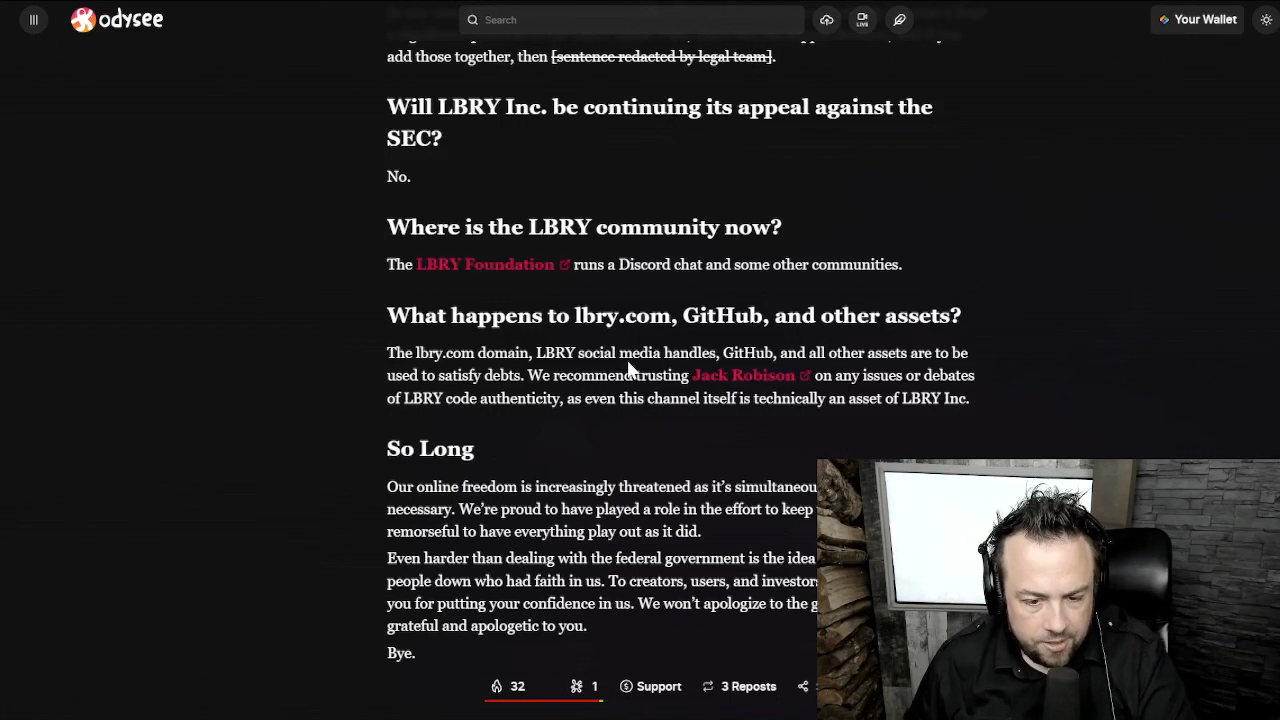 odysee
Search
LIVE
Your Wallet
add those together, then [sentence redacted by legal team].
Will LBRY Inc. be continuing its appeal against the
SEC?
No.
Where is the LBRY community now?
The LBRY Foundation runs a Discord chat and some other communities.
What happens to lbry.com, GitHub, and other assets?
The lbry.com domain, LBRY social media handles, GitHub, and all other assets are to be
used to satisfy debts. We recommend trusting Jack Robison on any issues or debates
of LBRY code authenticity, as even this channel itself is technically an asset of LBRY Inc.
So Long
Our online freedom is increasingly threatened as it's
necessary. We're proud to have played a role in the effort to keep
remorseful to have everything play out as it did.
Even harder than dealing with the federal government is the idea
people down who had faith in us. To creators, users, and
you for putting your confidence in us. We won't apologize to the
grateful and apologetic to you.
Bye.
32
1
Support
3 Reposts